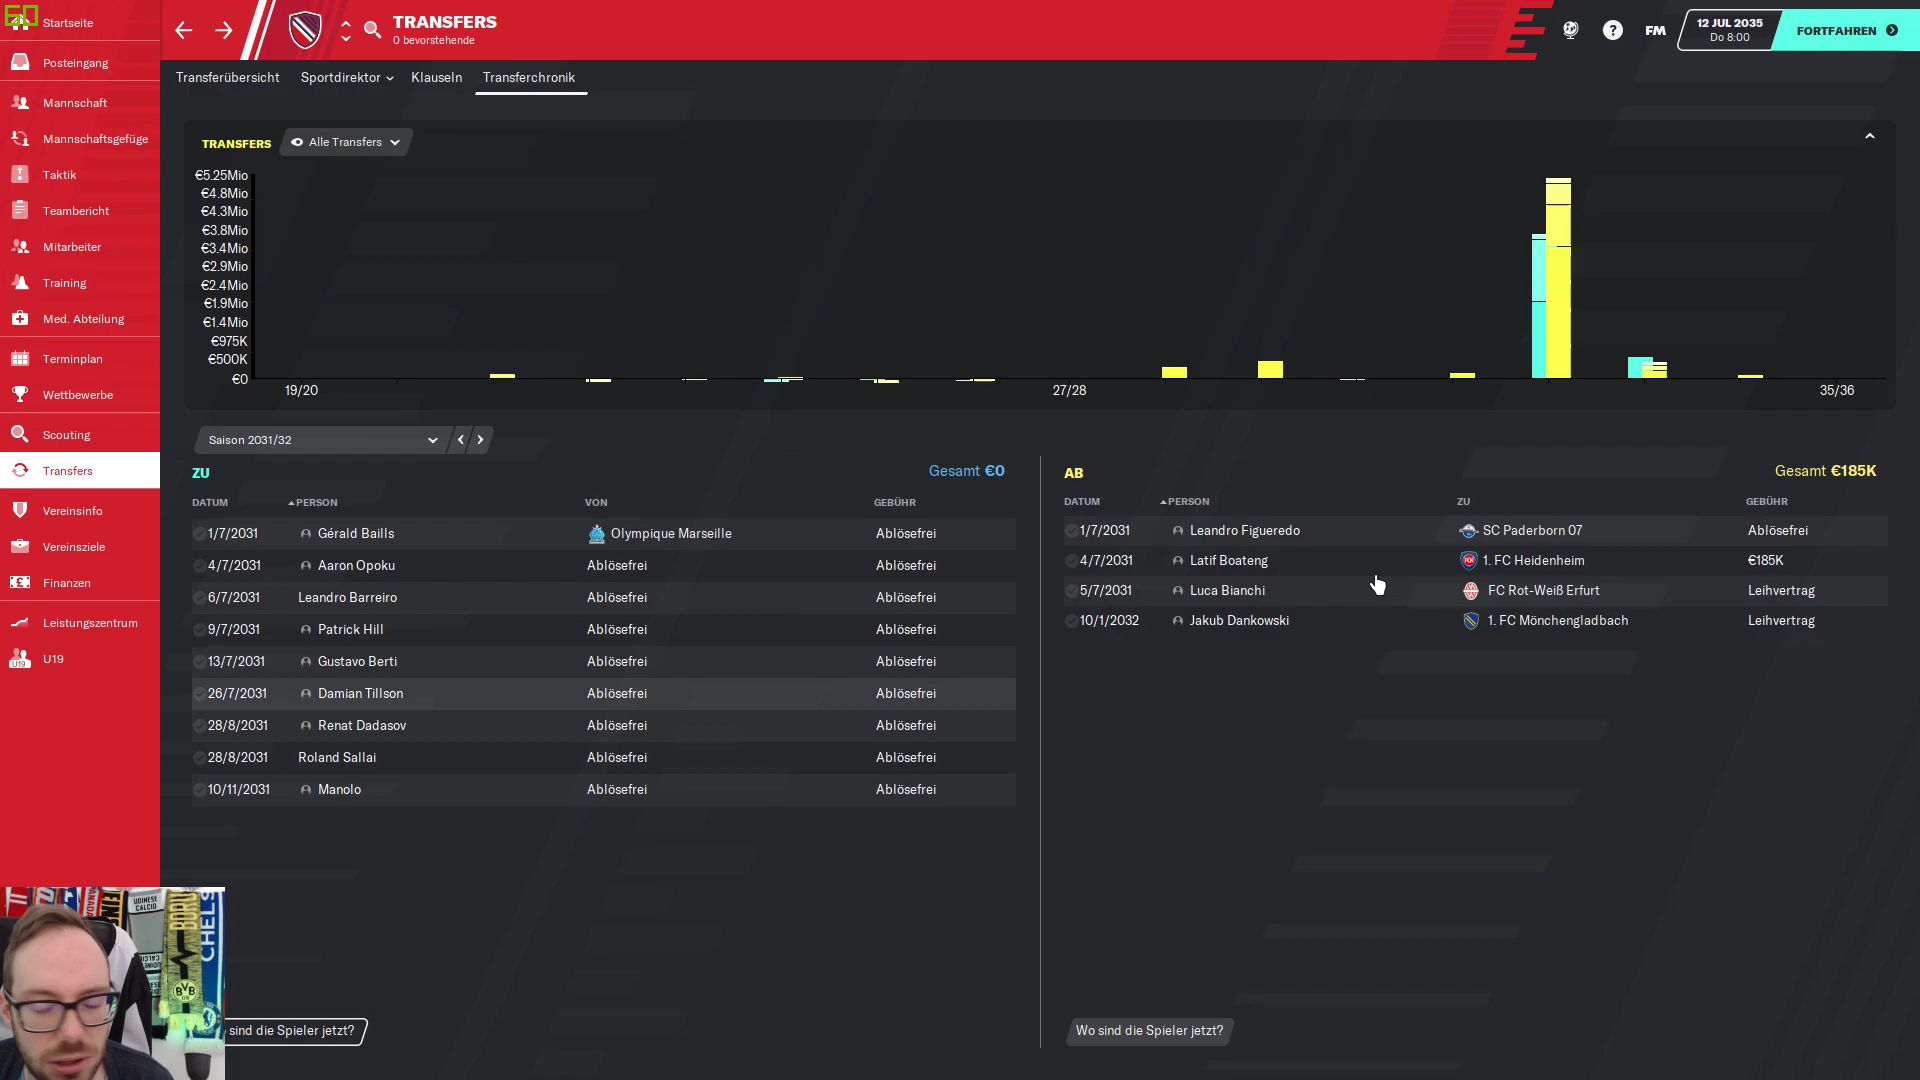 60
Startseite
Posteingang
Mannschaft
Mannschaftsgefüge
Taktik
Teambericht
Mitarbeiter
Training
Med. Abteilung
Terminplan
Wettbewerbe
Scouting
Transfers
Vereinsinfo
Vereinsziele
Finanzen
Leistungszentrum
U19
TRANSFERS
0 bevorstehende
FM
12 JUL 2035
Do 8:00
FORTFAHREN
Transferübersicht Sportdirektor Klauseln Transferchronik
TRANSFERS Alle Transfers
€5.25Mio
€4.8Mio
€4.3Mio
€3.8Mio
€3.4Mio
€2.9Mio
€2.4Mio
€1.9Mio
€1.4Mio
€975K
€500K
€0
19/20 27/28 35/36
Saison 2031/32
ZU Gesamt €0
DATUM PERSON VON GEBÜHR
1/7/2031 Gérald Baills Olympique Marseille Ablösefrei
4/7/2031 Aaron Opoku Ablösefrei Ablösefrei
6/7/2031 Leandro Barreiro Ablösefrei Ablösefrei
9/7/2031 Patrick Hill Ablösefrei Ablösefrei
13/7/2031 Gustavo Berti Ablösefrei Ablösefrei
26/7/2031 Damian Tillson Ablösefrei Ablösefrei
28/8/2031 Renat Dadasov Ablösefrei Ablösefrei
28/8/2031 Roland Sallai Ablösefrei Ablösefrei
10/11/2031 Manolo Ablösefrei Ablösefrei
sind die Spieler jetzt?
AB Gesamt €185K
DATUM PERSON ZU GEBÜHR
1/7/2031 Leandro Figueredo SC Paderborn 07 Ablösefrei
4/7/2031 Latif Boateng 1. FC Heidenheim €185K
5/7/2031 Luca Bianchi FC Rot-Weiß Erfurt Leihvertrag
10/1/2032 Jakub Dankowski 1. FC Mönchengladbach Leihvertrag
Wo sind die Spieler jetzt?
UDINESE
CALCIO
BORU
CHELS
BVB
09